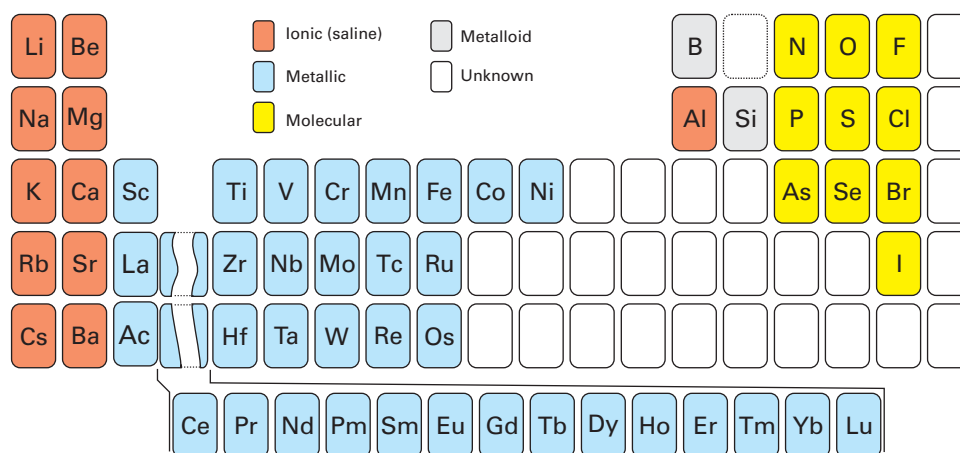 Ionic (saline) Metalloid
Metallic Unknown
Molecular
Li Be B N O F
Na Mg Al Si P S Cl
K Ca Sc Ti V Cr Mn Fe Co Ni As Se Br
Rb Sr La Zr Nb Mo Tc Ru I
Cs Ba Ac Hf Ta W Re Os
Ce Pr Nd Pm Sm Eu Gd Tb Dy Ho Er Tm Yb Lu